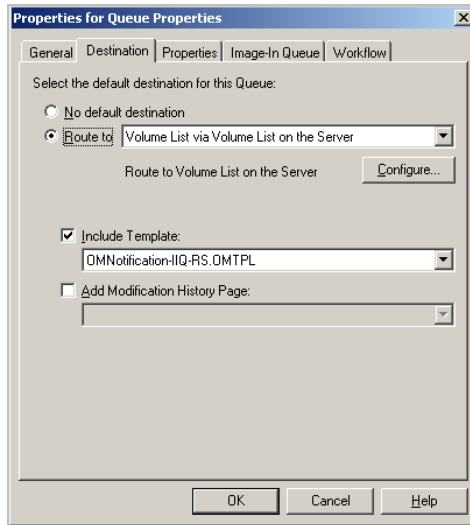 Properties for Queue Properties
General Destination Properties Image-In Queue Workflow
Select the default destination for this Queue:
No default destination
Route to Volume List via Volume List on the Server
Route to Volume List on the Server Configure...
Include Template:
OMNotification-IIQ-RS.OMTPL
Add Modification History Page:
OK Cancel Help